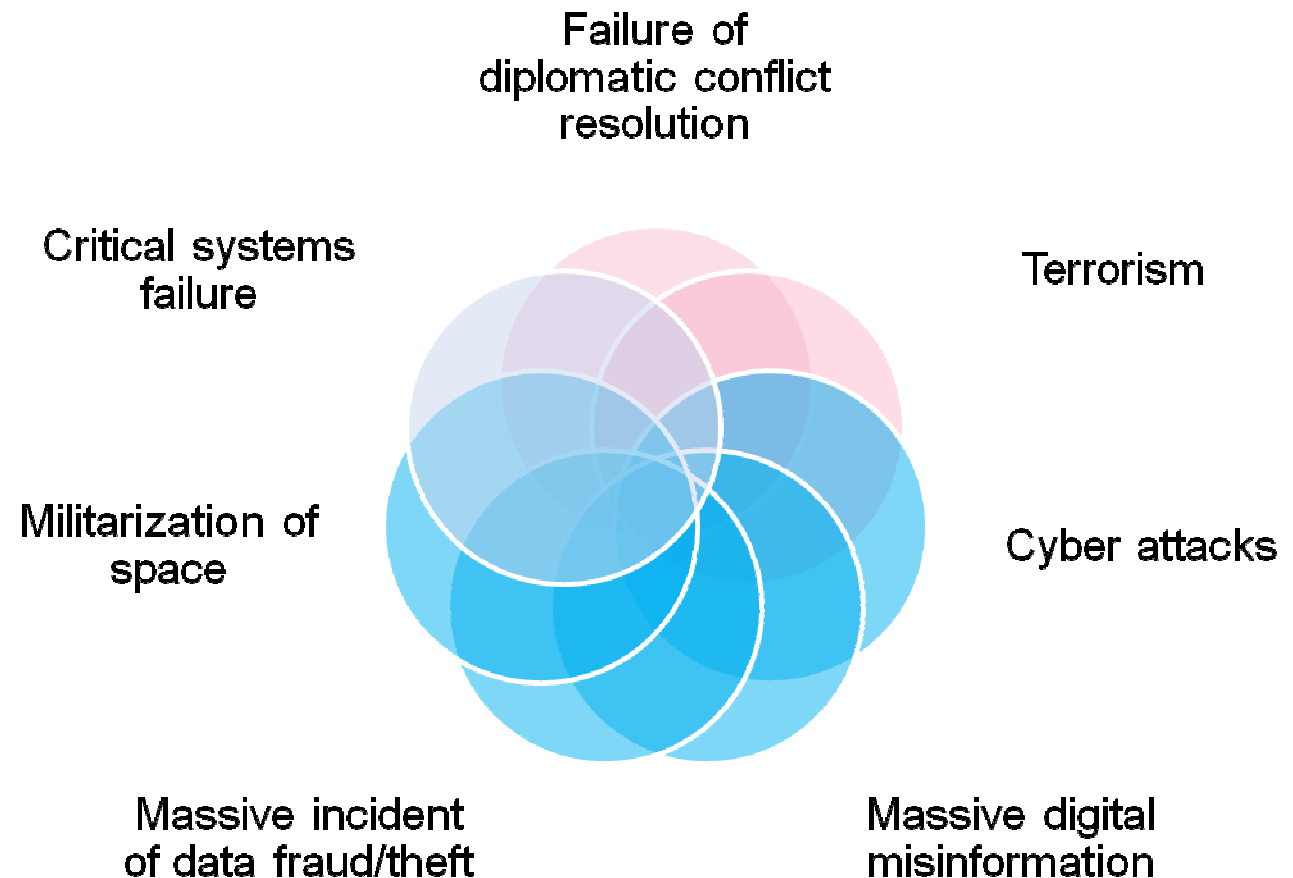 Failure of
diplomatic conflict
resolution
Critical systems
failure
Terrorism
Militarization of
space
Cyber attacks
Massive incident
of data fraud/theft
Massive digital
misinformation